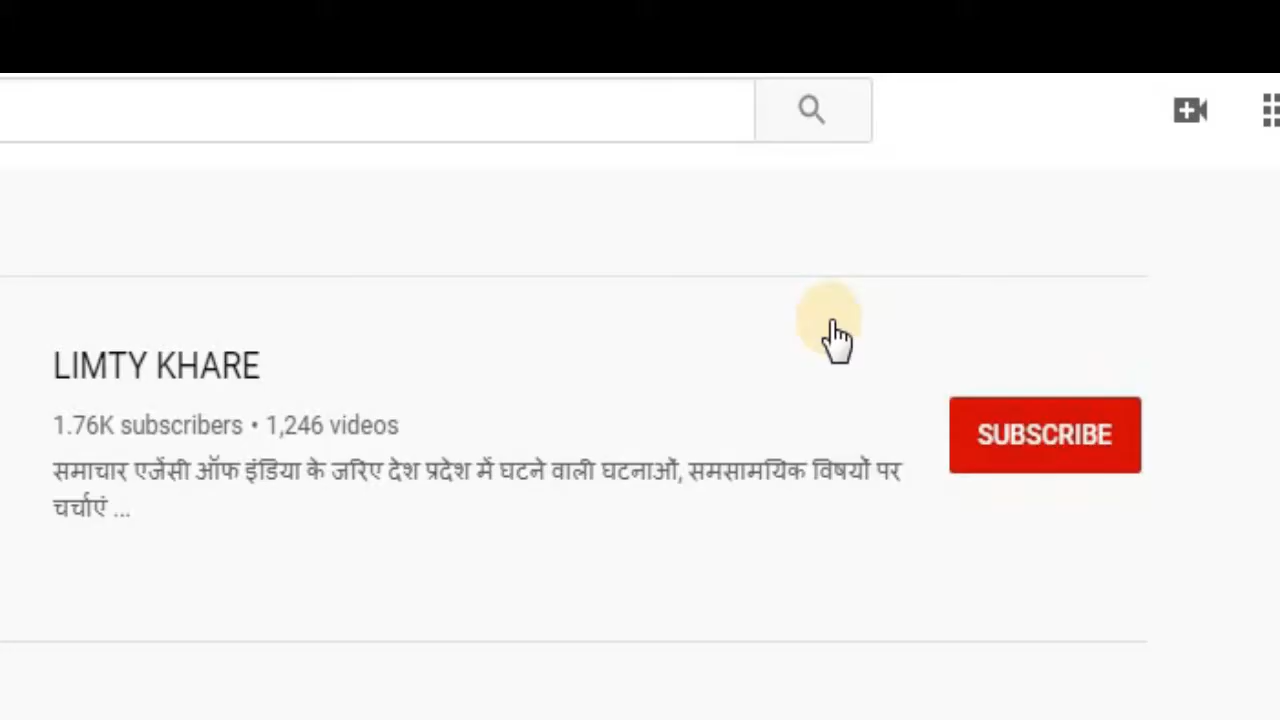 LIMTY KHARE
1.76K subscribers • 1,246 videos
SUBSCRIBE
समाचार एजेंसी ऑफ इंडिया के जरिए देश प्रदेश में घटने वाली घटनाओं, समसामयिक विषयों पर
चर्चाएं ...